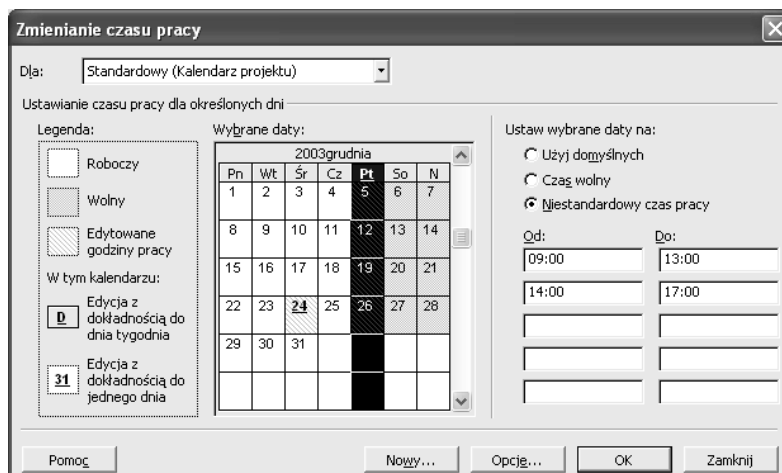 Zmienianie czasu pracy
Dla: Standardowy (Kalendarz projektu)
Ustawianie czasu pracy dla określonych dni
Legenda:
Roboczy
Wolny
Edytowane
godziny pracy
W tym kalendarzu:
D Edycja z
dokładnością do
dnia tygodnia
31 Edycja z
dokładnością do
jednego dnia
Wybrane daty:
2003grudnia
Pn Wt Śr Cz Pt So N
1 2 3 4 5 6 7
8 9 10 11 12 13 14
15 16 17 18 19 20 21
22 23 24 25 26 27 28
29 30 31
Ustaw wybrane daty na:
Użyj domyślnych
Czas wolny
Niestandardowy czas pracy
Od: Do:
09:00 13:00
14:00 17:00
Pomoc Nowy... Opcje... OK Zamknij